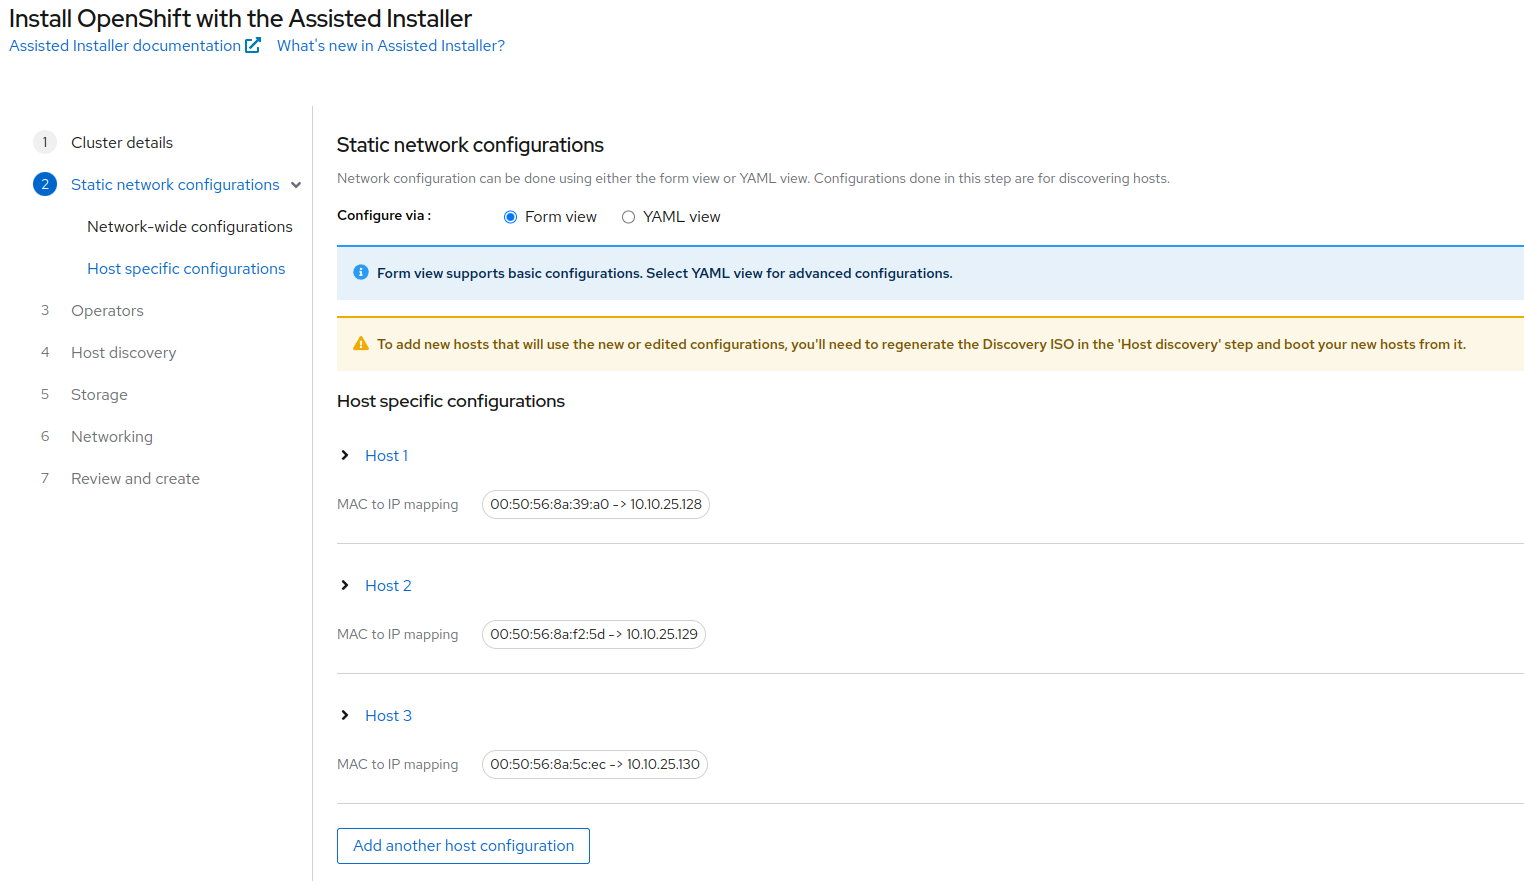 Install OpenShift with the Assisted Installer
Assisted Installer documentation What's new in Assisted Installer?
1 Cluster details
2 Static network configurations
Network-wide configurations
Host specific configurations
3 Operators
4 Host discovery
5 Storage
6 Networking
7 Review and create
Static network configurations
Network configuration can be done using either the form view or YAML view. Configurations done in this step are for discovering hosts.
Configure via : Form view YAML view
Form view supports basic configurations. Select YAML view for advanced configurations.
To add new hosts that will use the new or edited configurations, you'll need to regenerate the Discovery ISO in the 'Host discovery' step and boot your new hosts from it.
Host specific configurations
Host 1
MAC to IP mapping 00:50:56:8a:39:a0 -> 10.10.25.128
Host 2
MAC to IP mapping 00:50:56:8a:f2:5d -> 10.10.25.129
Host 3
MAC to IP mapping 00:50:56:8a:5c:ec -> 10.10.25.130
Add another host configuration